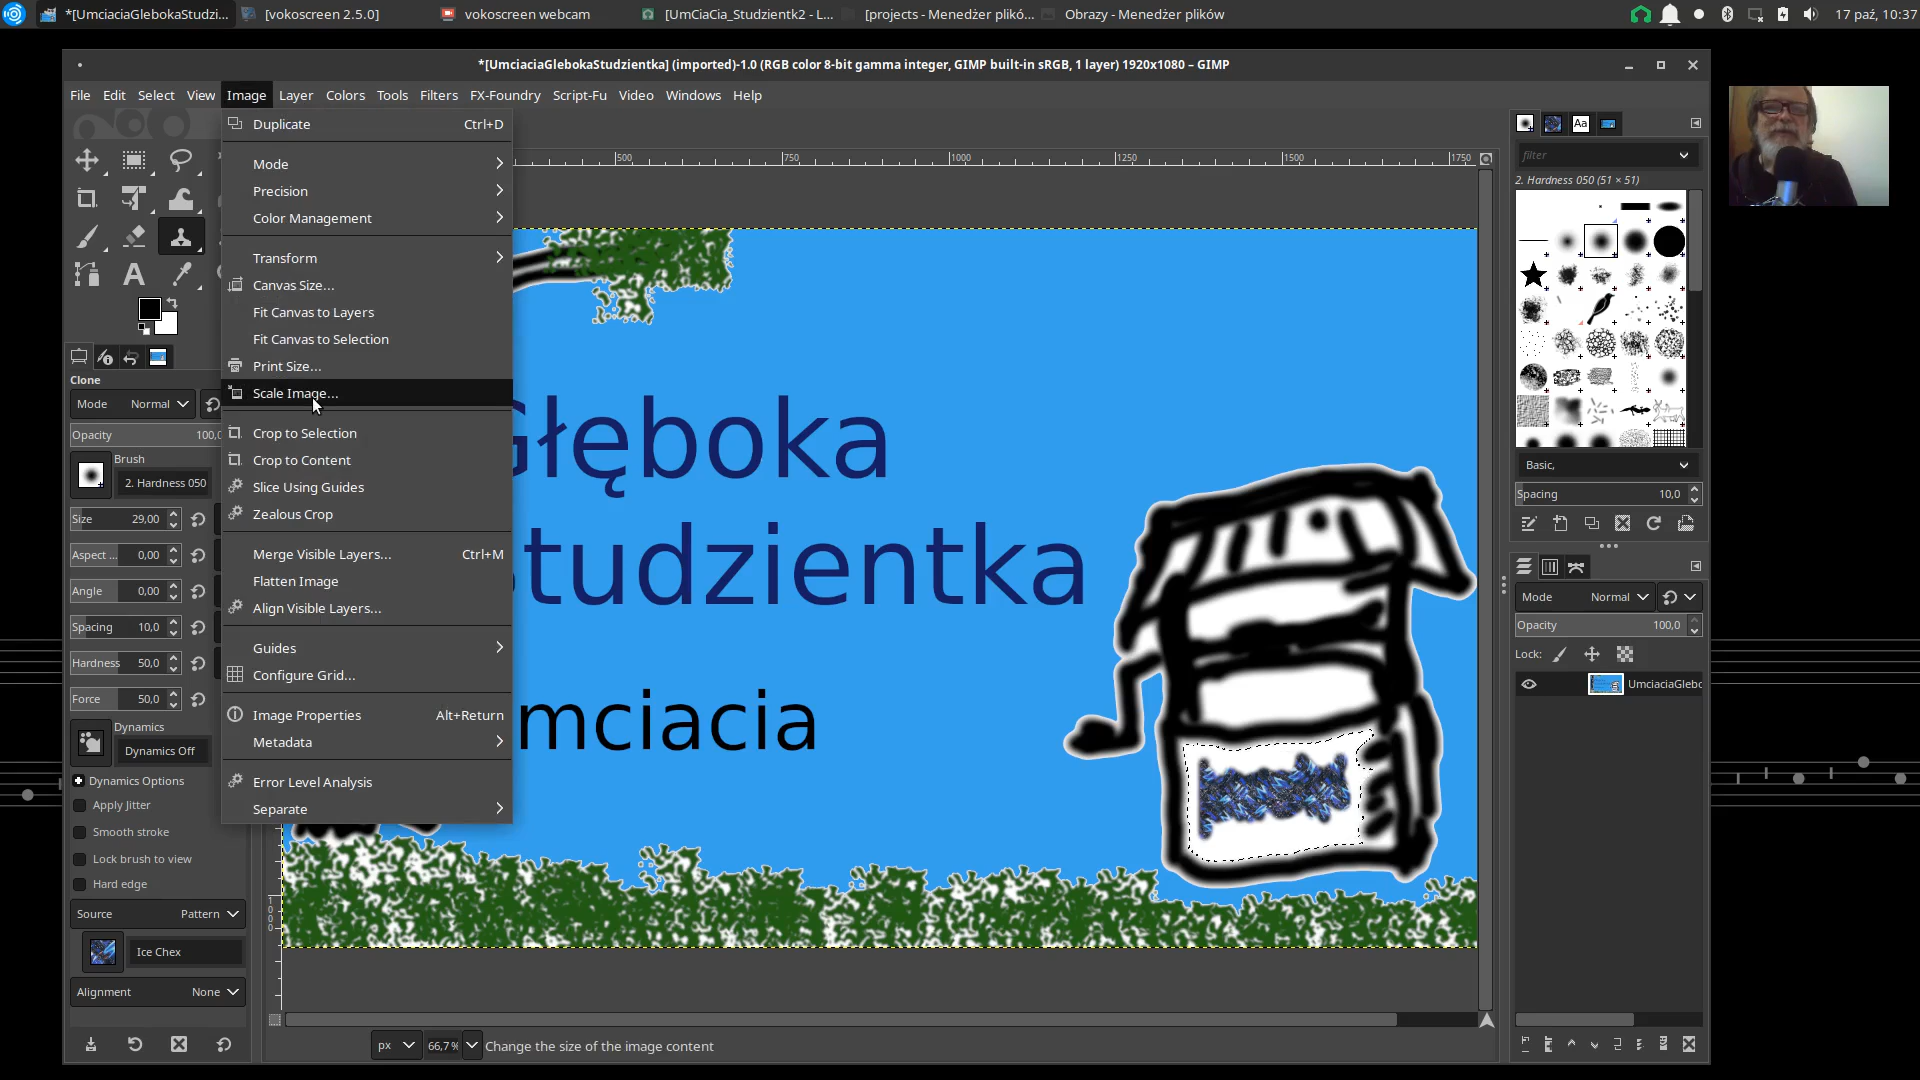 *[UmciaciaGlebokaStudzi...
[vokoscreen 2.5.0]
vokoscreen webcam
[UmCiaCia_Studzientk2 - L...
[projects - Menedżer plikó...
Obrazy - Menedżer plików
17 paź, 10:37
*[UmciaciaGlebokaStudzientka] (imported)-1.0 (RGB color 8-bit gamma integer, GIMP built-in sRGB, 1 layer) 1920x1080 – GIMP
File Edit Select View Image Layer Colors Tools Filters FX-Foundry Script-Fu Video Windows Help
Duplicate Ctrl+D
Mode
Precision
Color Management
Transform
Canvas Size...
Fit Canvas to Layers
Fit Canvas to Selection
Print Size...
Scale Image...
Crop to Selection
Crop to Content
Slice Using Guides
Zealous Crop
Merge Visible Layers... Ctrl+M
Flatten Image
Align Visible Layers...
Guides
Configure Grid...
Image Properties Alt+Return
Metadata
Error Level Analysis
Separate
Clone
Mode Normal
Opacity 100,0
Brush
2. Hardness 050
Size 29,00
Aspect ... 0,00
Angle 0,00
Spacing 10,0
Hardness 50,0
Force 50,0
Dynamics
Dynamics Off
Dynamics Options
Apply Jitter
Smooth stroke
Lock brush to view
Hard edge
Source Pattern
Ice Chex
Alignment None
500 750 1000 1250 1500 1750
1000
Głęboka
Studzientka
mciacia
px 66,7 % Change the size of the image content
Aa
filter
2. Hardness 050 (51 × 51)
Basic,
Spacing 10,0
Mode Normal
Opacity 100,0
Lock:
UmciaciaGlebo